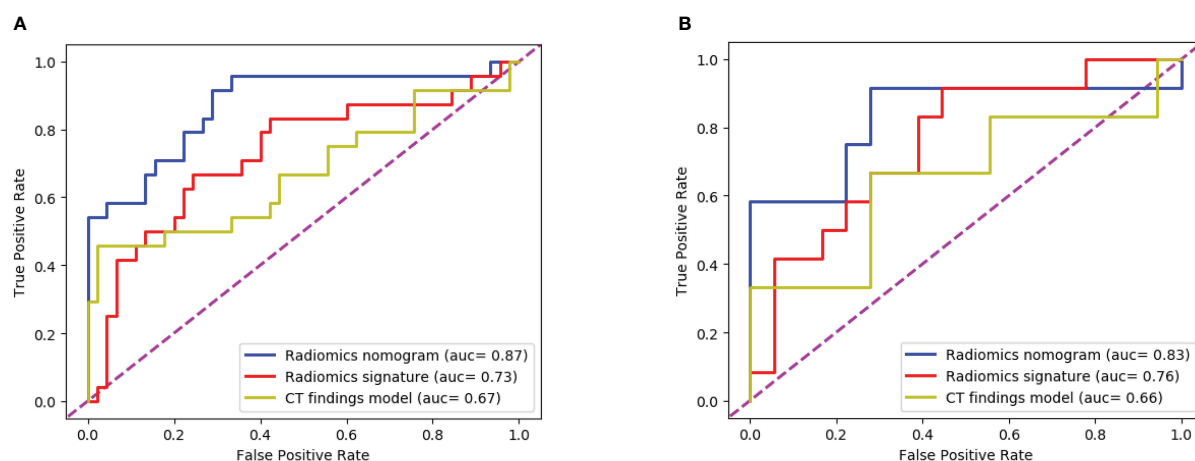 A
True Positive Rate
1.0
0.8
0.6
0.4
0.2
0.0
Radiomics nomogram (auc= 0.87)
Radiomics signature (auc= 0.73)
CT findings model (auc= 0.67)
0.0 0.2 0.4 0.6 0.8 1.0
False Positive Rate
B
True Positive Rate
1.0
0.8
0.6
0.4
0.2
0.0
Radiomics nomogram (auc= 0.83)
Radiomics signature (auc= 0.76)
CT findings model (auc= 0.66)
0.0 0.2 0.4 0.6 0.8 1.0
False Positive Rate